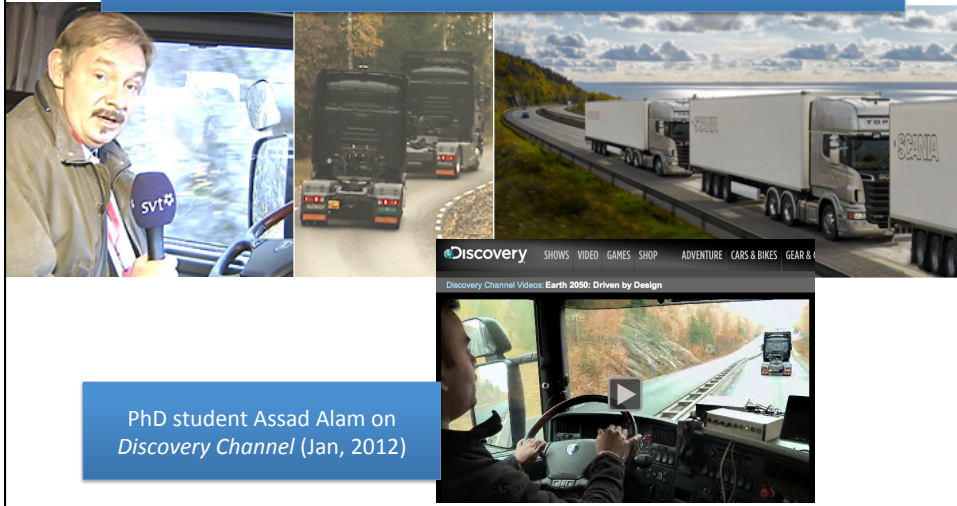 svt
TOP
SCANIA
SCANIA
Discovery SHOWS VIDEO GAMES SHOP ADVENTURE CARS & BIKES GEAR &
Discovery Channel Videos: Earth 2050: Driven by Design
PhD student Assad Alam on
Discovery Channel (Jan, 2012)